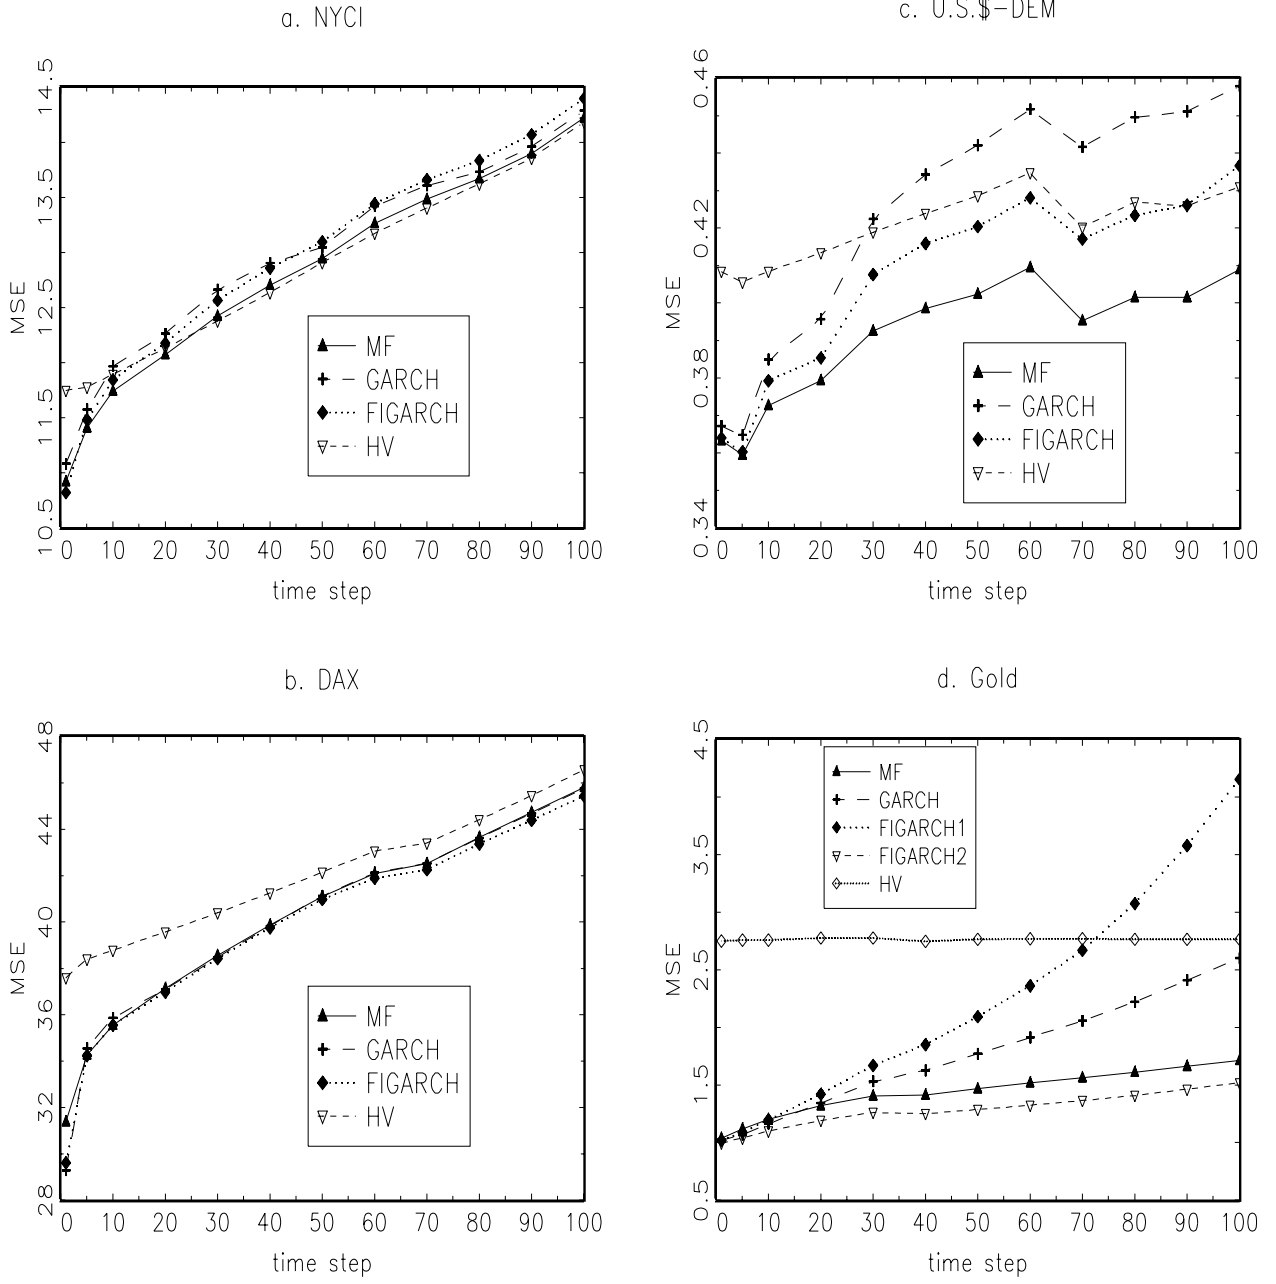 a. NYCI
14.5
13.5
12.5
11.5
10.5
MSE
MF
GARCH
FIGARCH
HV
0 10 20 30 40 50 60 70 80 90 100
time step
c. U.S.$-DEM
0.46
0.42
0.38
0.34
MSE
MF
GARCH
FIGARCH
HV
0 10 20 30 40 50 60 70 80 90 100
time step
b. DAX
48
44
40
36
32
28
MSE
MF
GARCH
FIGARCH
HV
0 10 20 30 40 50 60 70 80 90 100
time step
d. Gold
4.5
3.5
2.5
1.5
0.5
MSE
MF
GARCH
FIGARCH1
FIGARCH2
HV
0 10 20 30 40 50 60 70 80 90 100
time step